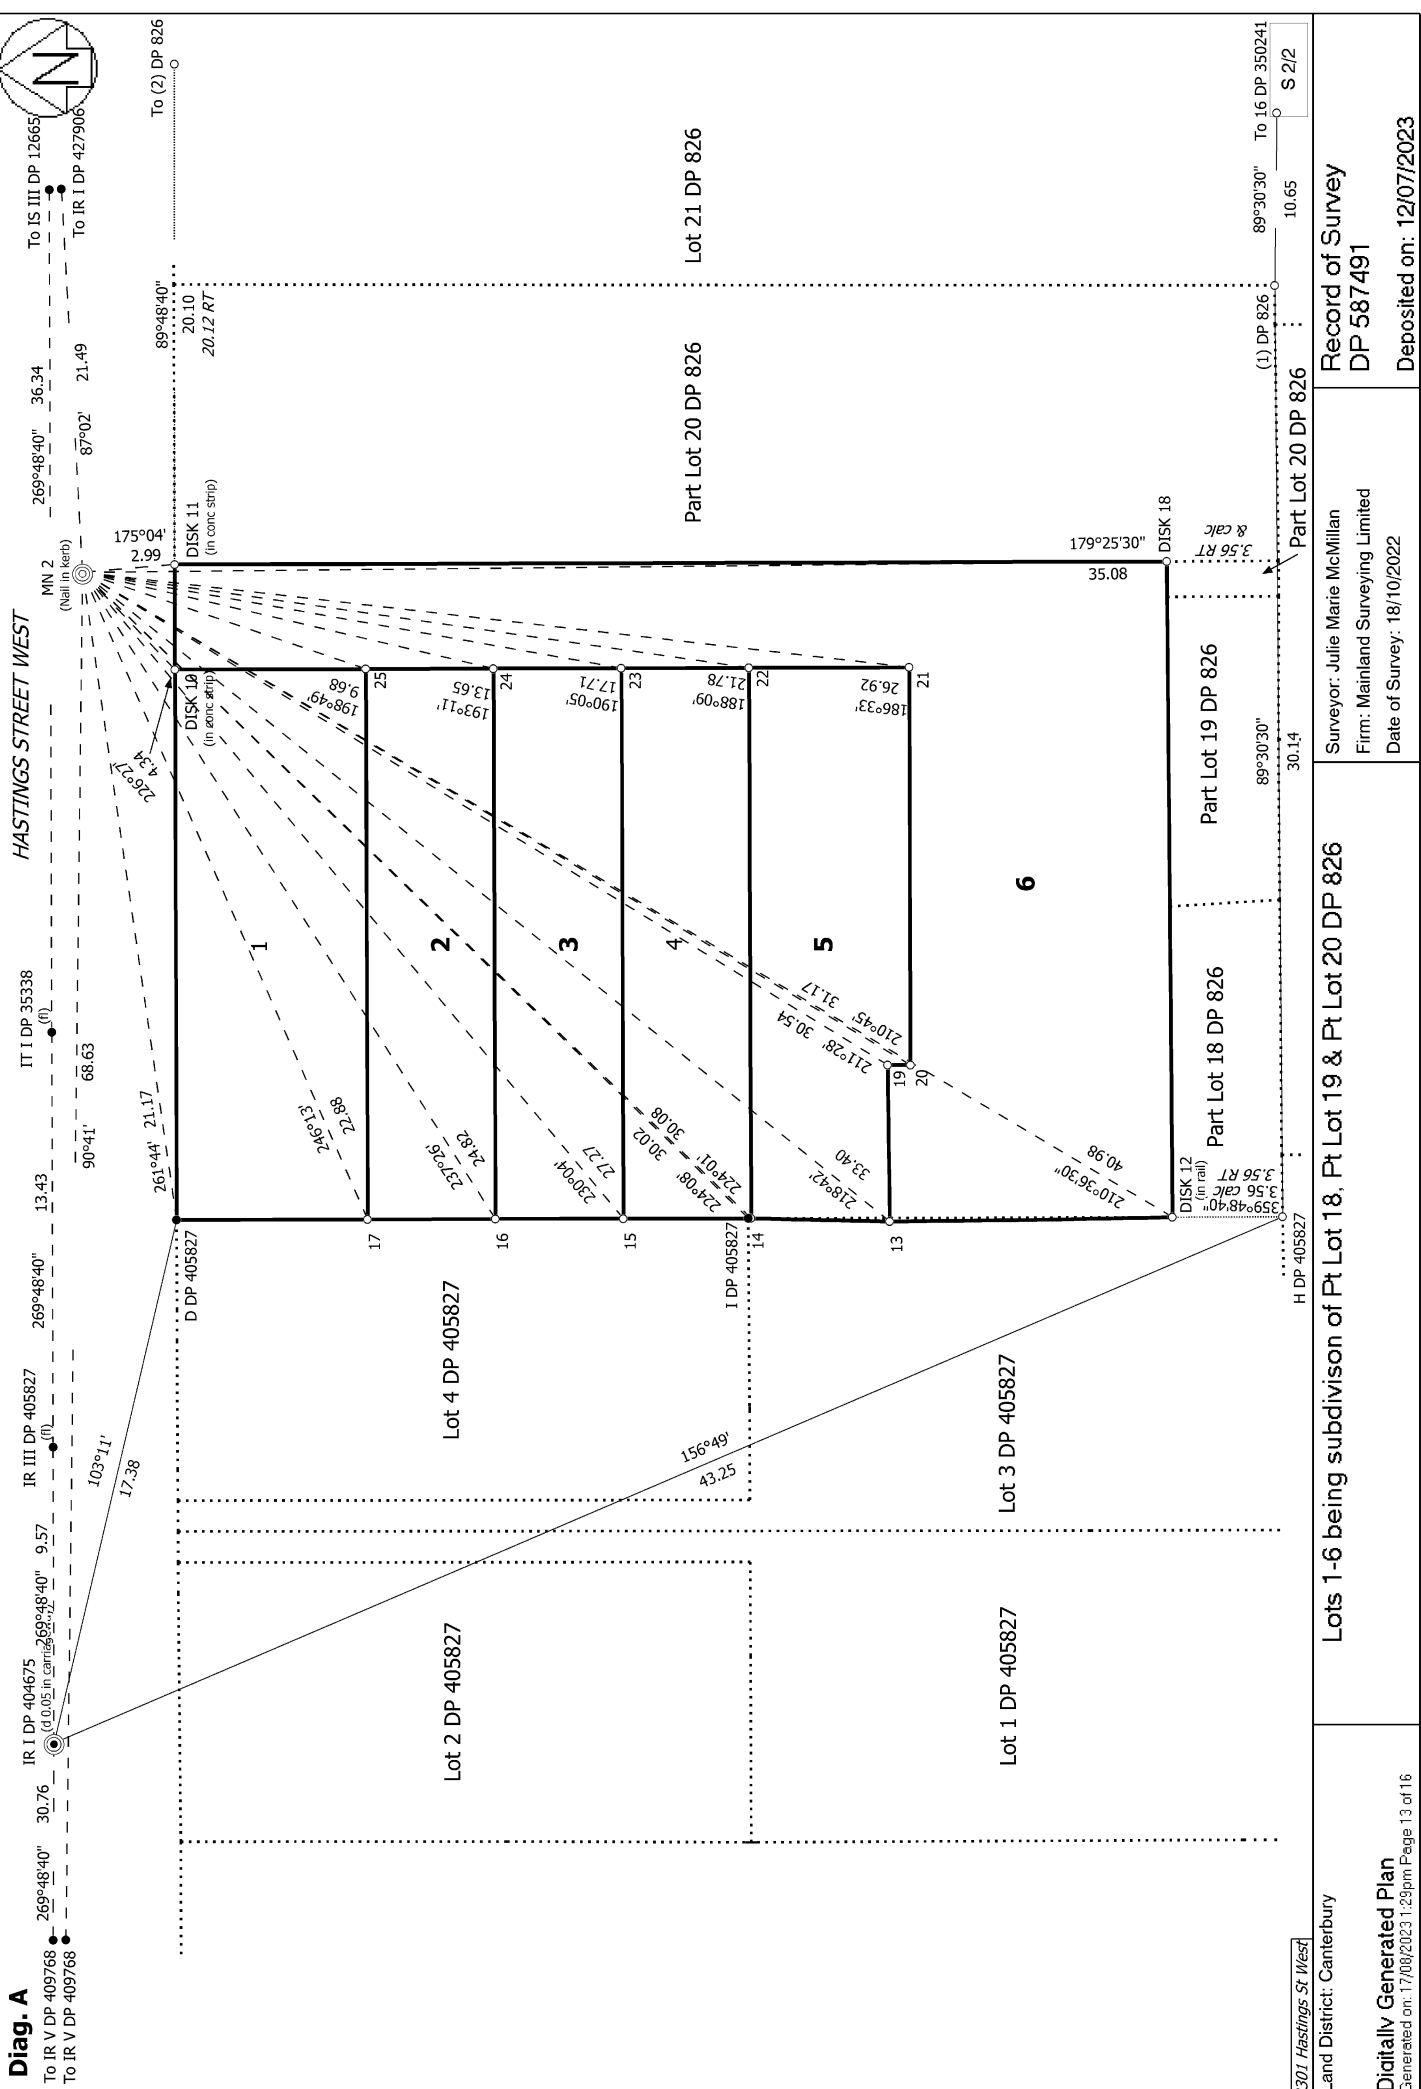 Diag. A
To IR V DP 409768
To IR V DP 409768
269°48'40"
30.76
IR I DP 404675
269°48'40"
9.57
IR III DP 405827
(fl)
269°48'40"
13.43
IT I DP 35338
(fl)
90°41'
68.63
HASTINGS STREET WEST
MN 2
(Nail in kerb)
269°48'40"
36.34
87°02'
21.49
To IS III DP 12665
To IR I DP 427906
N
To (2) DP 826
103°11'
17.38
261°44'
21.17
226°27'
4.34
175°04'
2.99
89°48'40"
20.10
20.12 RT
D DP 405827
DISK 10
(in conc strip)
DISK 11
(in conc strip)
17
246°13'
22.88
1
198°49'
9.68
25
16
237°26'
24.82
2
193°11'
13.65
24
Lot 2 DP 405827
Lot 4 DP 405827
15
230°04'
27.27
3
190°05'
17.71
23
156°49'
43.25
I DP 405827
14
224°08'
30.02
224°01'
30.08
4
188°09'
21.78
22
Part Lot 20 DP 826
Lot 21 DP 826
13
218°42'
33.40
5
211°28'
30.54
210°45'
31.17
19
20
186°33'
26.92
21
Lot 1 DP 405827
Lot 3 DP 405827
6
210°36'30"
40.98
179°25'30"
35.08
DISK 12
(in rail)
DISK 18
Part Lot 18 DP 826
Part Lot 19 DP 826
359°48'40"
3.56 calc
3.56 RT
3.56 RT
& calc
H DP 405827
89°30'30"
30.14
Part Lot 20 DP 826
(1) DP 826
89°30'30"
10.65
To 16 DP 350241
S 2/2
301 Hastings St West
Land District: Canterbury
Digitally Generated Plan
Generated on: 17/08/2023 1:29pm Page 13 of 16
Lots 1-6 being subdivison of Pt Lot 18, Pt Lot 19 & Pt Lot 20 DP 826
Surveyor: Julie Marie McMillan
Firm: Mainland Surveying Limited
Date of Survey: 18/10/2022
Record of Survey
DP 587491
Deposited on: 12/07/2023